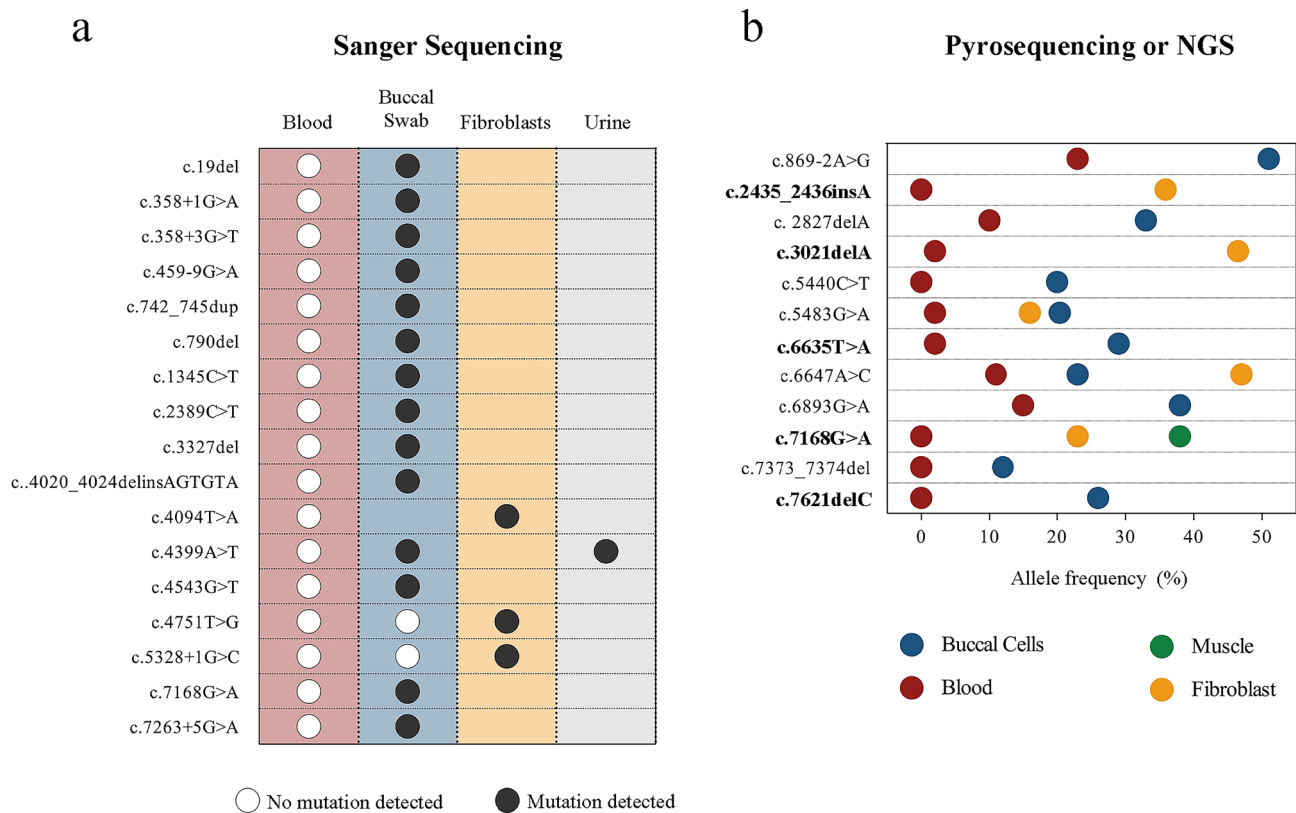 a
Sanger Sequencing
Blood
Buccal
Swab
Fibroblasts
Urine
c.19del
c.358+1G>A
c.358+3G>T
c.459-9G>A
c.742_745dup
c.790del
c.1345C>T
c.2389C>T
c.3327del
c..4020_4024delinsAGTGTA
c.4094T>A
c.4399A>T
c.4543G>T
c.4751T>G
c.5328+1G>C
c.7168G>A
c.7263+5G>A
No mutation detected
Mutation detected
b
Pyrosequencing or NGS
c.869-2A>G
c.2435_2436insA
c. 2827delA
c.3021delA
c.5440C>T
c.5483G>A
c.6635T>A
c.6647A>C
c.6893G>A
c.7168G>A
c.7373_7374del
c.7621delC
0 10 20 30 40 50
Allele frequency (%)
Buccal Cells
Muscle
Blood
Fibroblast